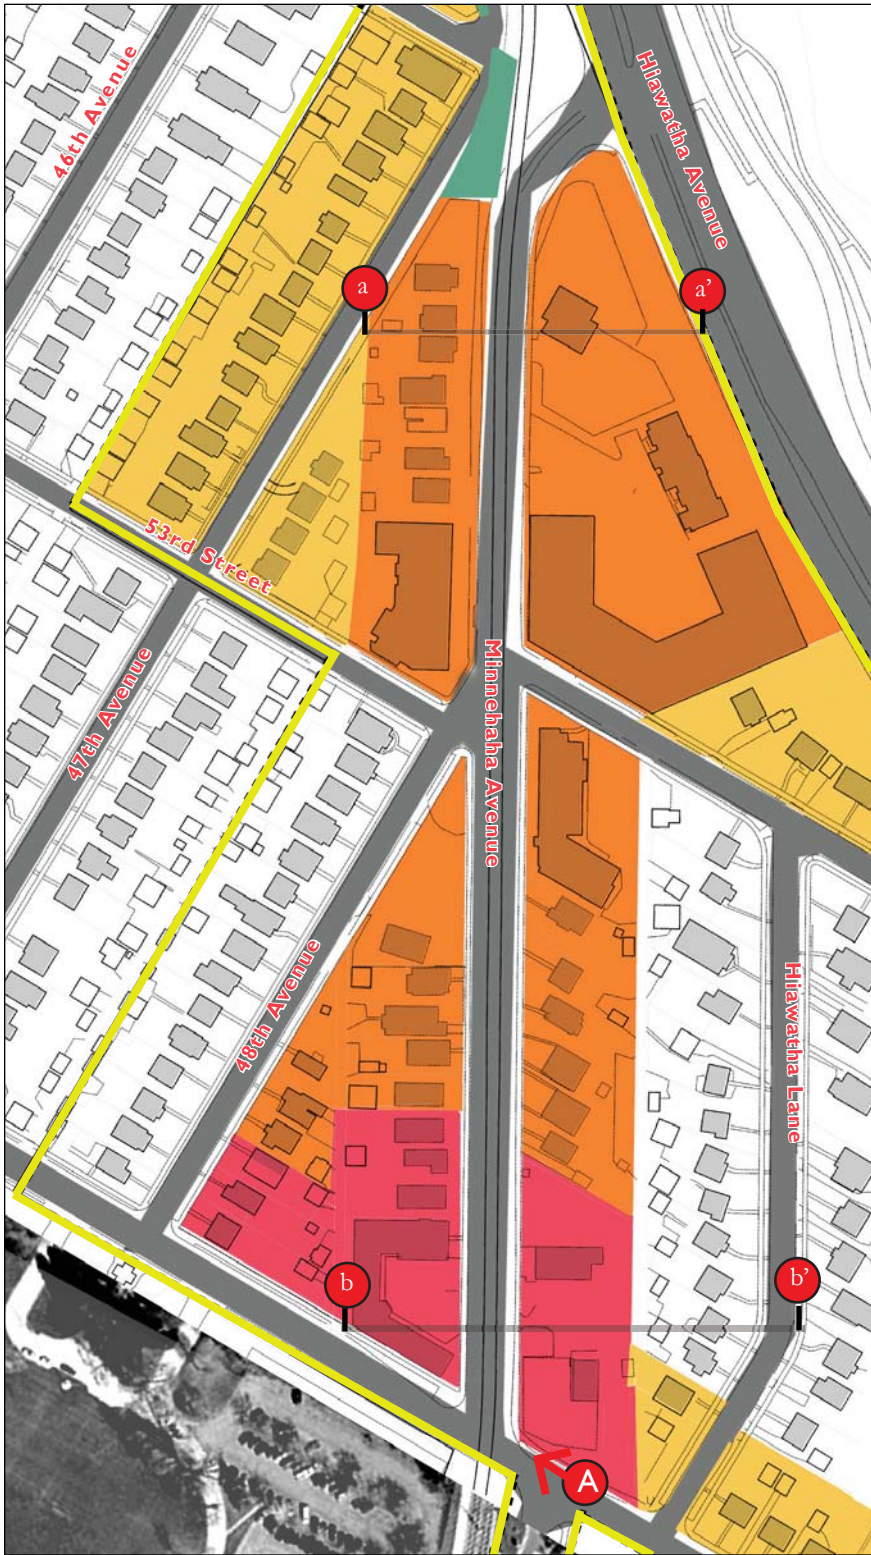 46th Avenue
Hiawatha Avenue
a
a'
53rd Street
47th Avenue
Minnehaha Avenue
48th Avenue
Hiawatha Lane
b
b'
A